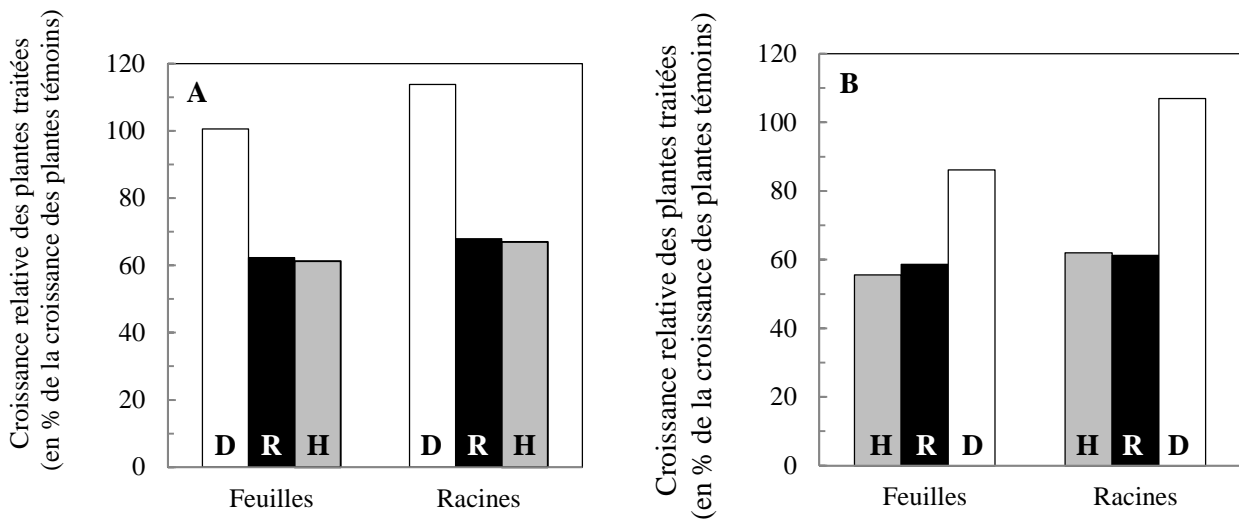 Croissance relative des plantes traitées
(en % de la croissance des plantes témoins)
120
100
80
60
40
20
0
A
D R H
D R H
Feuilles
Racines
Croissance relative des plantes traitées
(en % de la croissance des plantes témoins)
120
100
80
60
40
20
0
B
H R D
H R D
Feuilles
Racines